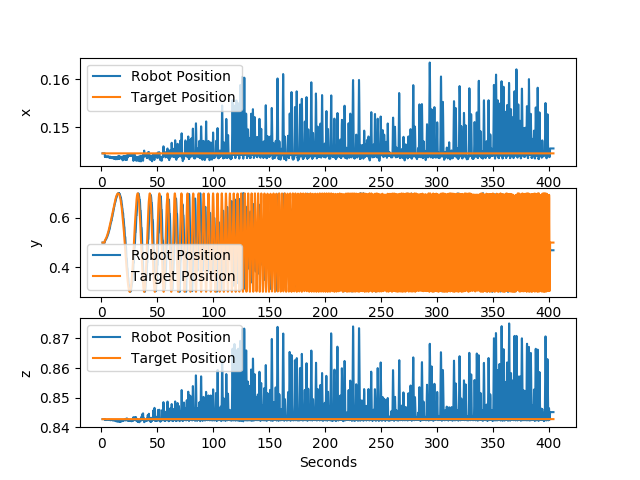 0.16
0.15
x
Robot Position
Target Position
0 50 100 150 200 250 300 350 400
0.6
0.4
y
Robot Position
Target Position
0 50 100 150 200 250 300 350 400
0.87
0.86
0.85
0.84
z
Robot Position
Target Position
0 50 100 150 200 250 300 350 400
Seconds